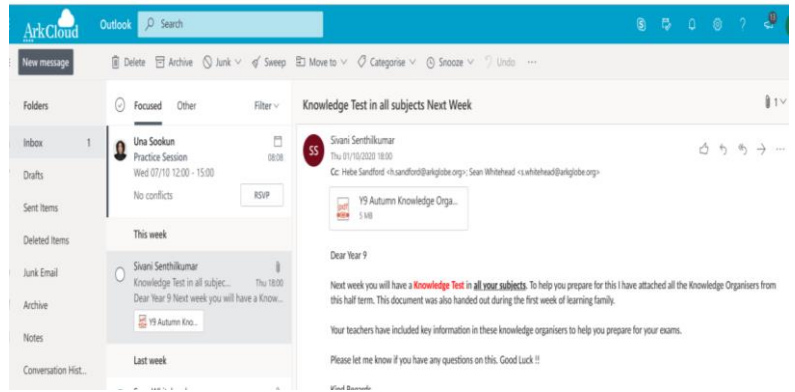 ArkCloud
Outlook
Search
New message
Delete
Archive
Junk
Sweep
Move to
Categorise
Snooze
Undo
Folders
Inbox 1
Drafts
Sent Items
Deleted Items
Junk Email
Archive
Notes
Conversation Hist...
Focused Other Filter
Una Sookun
Practice Session 08:08
Wed 07/10 12:00 - 15:00
No conflicts RSVP
This week
Sivani Senthilkumar
Knowledge Test in all subjec... Thu 18:00
Dear Year 9 Next week you will have a Know...
Y9 Autumn Kno...
Last week
Knowledge Test in all subjects Next Week
1
SS
Sivani Senthilkumar
Thu 01/10/2020 18:00
Cc: Hebe Sandford <h.sandford@arkglobe.org>; Sean Whitehead <s.whitehead@arkglobe.org>
pdf
Y9 Autumn Knowledge Orga...
5 MB
Dear Year 9
Next week you will have a Knowledge Test in all your subjects. To help you prepare for this I have attached all the Knowledge Organisers from
this half term. This document was also handed out during the first week of learning family.
Your teachers have included key information in these knowledge organisers to help you prepare for your exams.
Please let me know if you have any questions on this. Good Luck !!
Kind Regards